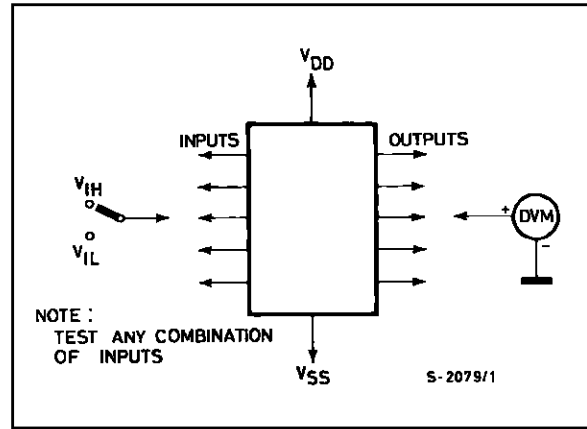 VDD
INPUTS
OUTPUTS
VIH
VIL
+
DVM
-
NOTE :
TEST ANY COMBINATION
OF INPUTS
VSS
S-2079/1